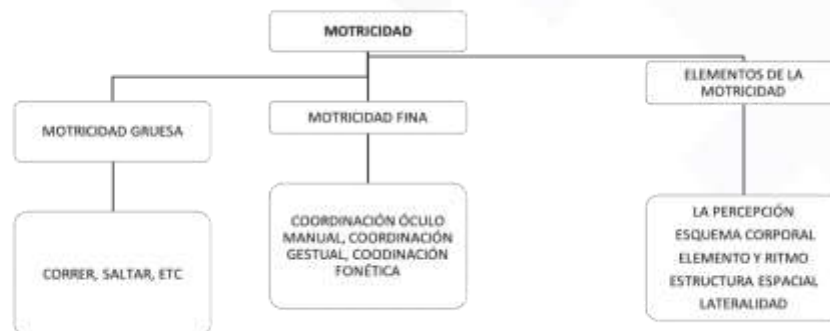 MOTRICIDAD
MOTRICIDAD GRUESA
MOTRICIDAD FINA
ELEMENTOS DE LA
MOTRICIDAD
CORRER, SALTAR, ETC
COORDINACIÓN ÓCULO
MANUAL, COORDINACIÓN
GESTUAL, COODINACIÓN
FONÉTICA
LA PERCEPCIÓN
ESQUEMA CORPORAL
ELEMENTO Y RITMO
ESTRUCTURA ESPACIAL
LATERALIDAD